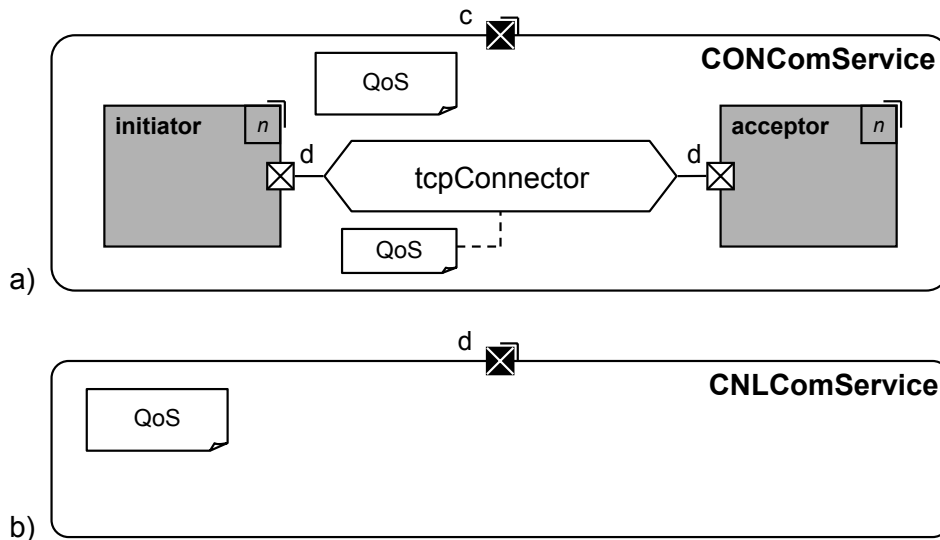 c
CONComService
QoS
initiator
n
acceptor
n
d
tcpConnector
d
QoS
a)
d
CNLComService
QoS
b)